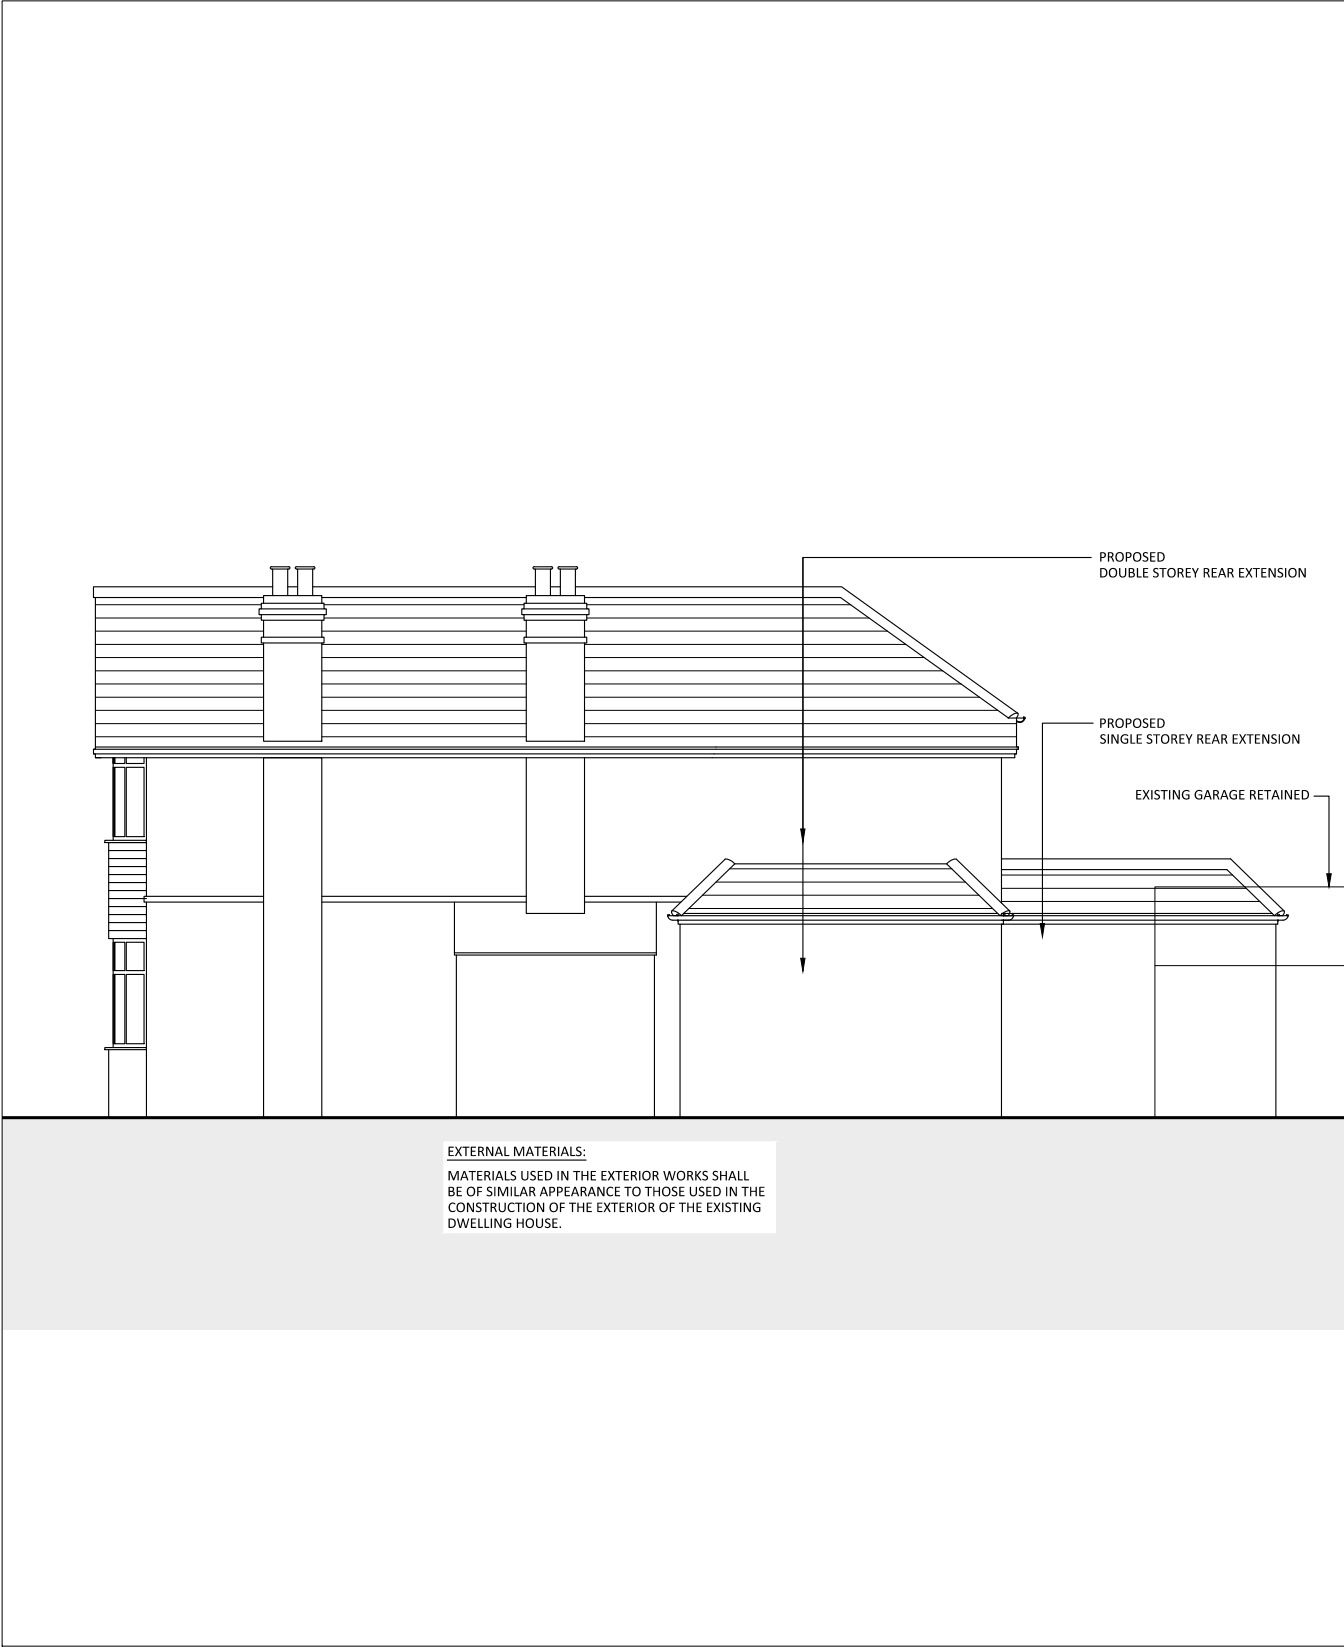 PROPOSED
DOUBLE STOREY REAR EXTENSION
PROPOSED
SINGLE STOREY REAR EXTENSION
EXISTING GARAGE RETAINED
EXTERNAL MATERIALS:
MATERIALS USED IN THE EXTERIOR WORKS SHALL
BE OF SIMILAR APPEARANCE TO THOSE USED IN THE
CONSTRUCTION OF THE EXTERIOR OF THE EXISTING
DWELLING HOUSE.